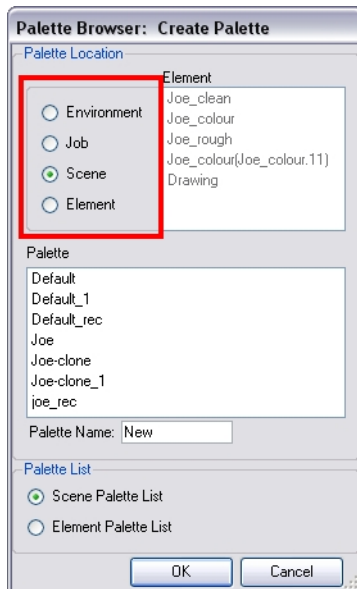 Palette Browser: Create Palette
Palette Location
Element
Environment
Job
Scene
Element
Joe_clean
Joe_colour
Joe_rough
Joe_colour(Joe_colour.11)
Drawing
Palette
Default
Default_1
Default_rec
Joe
Joe-clone
Joe-clone_1
joe_rec
Palette Name: New
Palette List
Scene Palette List
Element Palette List
OK Cancel